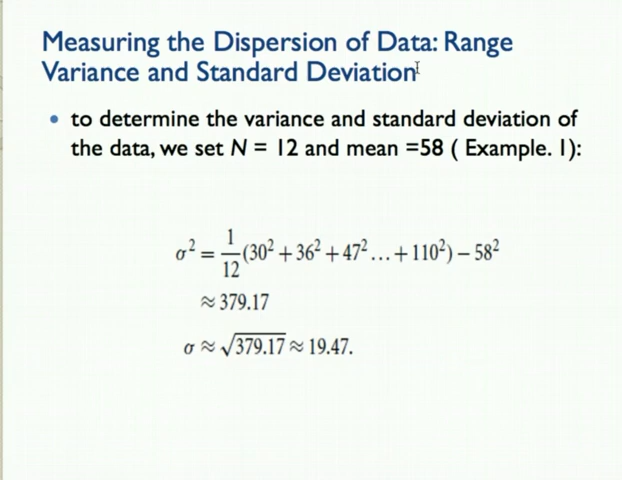 Measuring the Dispersion of Data: Range
Variance and Standard Deviation
• to determine the variance and standard deviation of
the data, we set N = 12 and mean =58 ( Example. 1):
σ² = 1/12 (30² + 36² + 47² ... + 110²) – 58²
≈ 379.17
σ ≈ √379.17 ≈ 19.47.